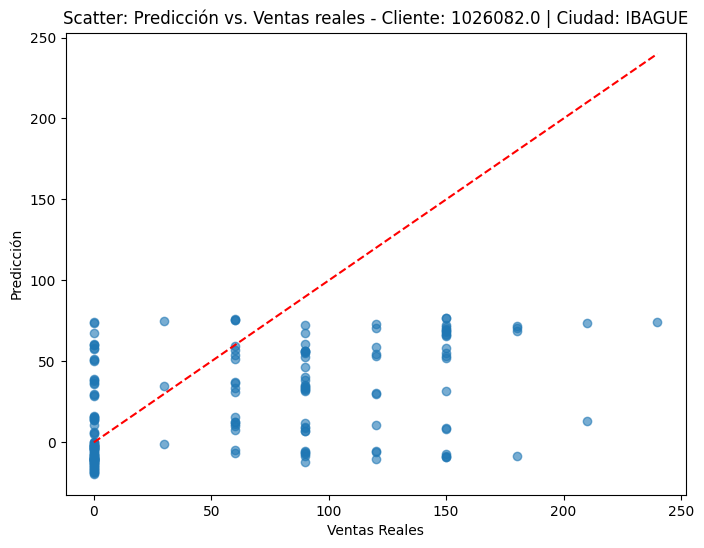 Scatter: Predicción vs. Ventas reales - Cliente: 1026082.0 | Ciudad: IBAGUE
250
200
150
100
50
0
Predicción
0 50 100 150 200 250
Ventas Reales